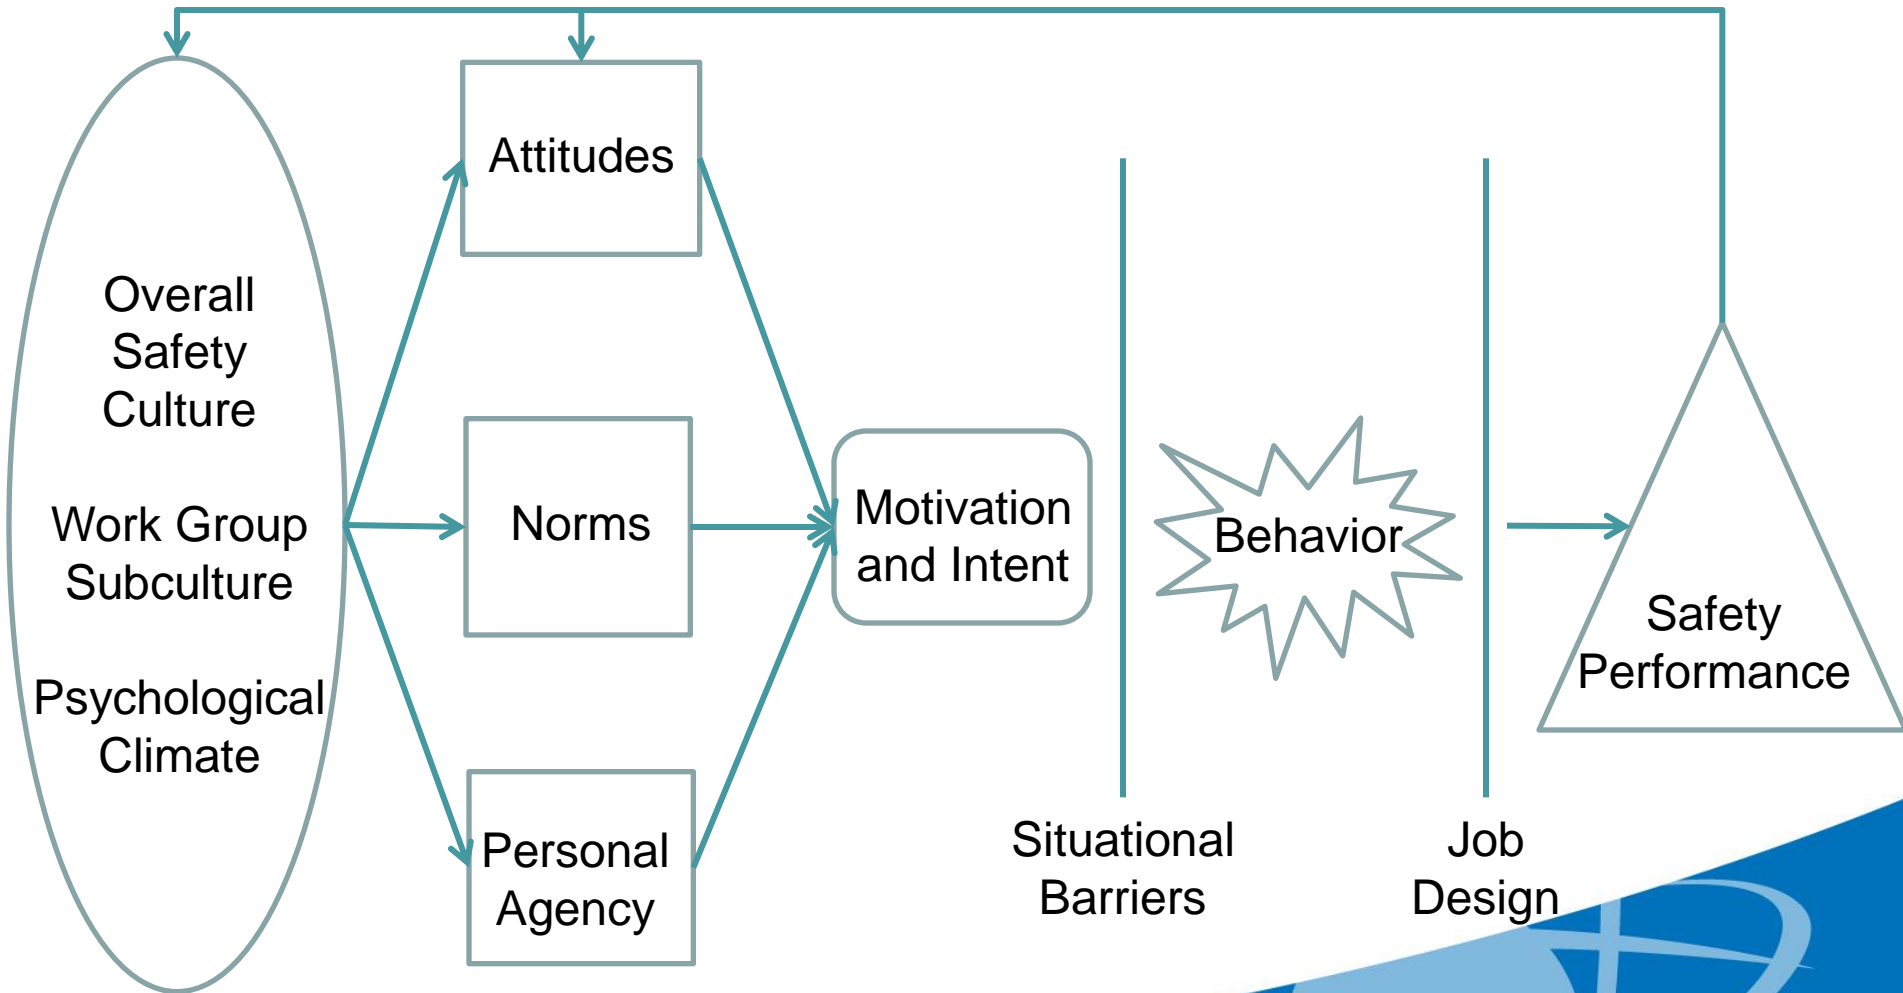 Overall
Safety
Culture
Work Group
Subculture
Psychological
Climate
Attitudes
Norms
Personal
Agency
Motivation
and Intent
Situational
Barriers
Behavior
Job
Design
Safety
Performance